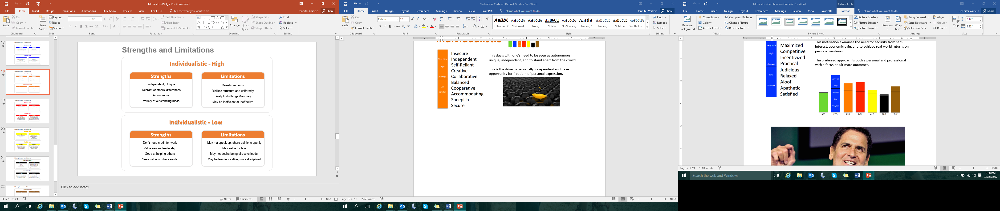 Motivators PPT_5.16 - PowerPoint
File Home Insert Design Transitions Animations Slide Show Review View Foxit PDF Tell me what you want to do Jennifer Voitlein Share
Paste
Cut
Copy
Format Painter
Clipboard
New Slide
Layout
Reset
Section
Slides
12
Font
Text Direction
Align Text
Convert to SmartArt
Paragraph
Arrange
Quick Styles
Shape Fill
Shape Outline
Shape Effects
Drawing
Find
Replace
Select
Editing
17
18
19
20
21
22
Strengths and Limitations
Individualistic - High
Strengths
Independent, Unique
Tolerant of others' differences
Autonomous
Variety of outstanding ideas
Limitations
Resists authority
Dislikes structure and uniformity
Likely to do things their way
May be inefficient or ineffective
Individualistic - Low
Strengths
Don't need credit for work
Value servant leadership
Good at helping others
Sees value in others easily
Limitations
May not speak up, share opinions openly
May settle for less
May not desire being directive leader
May be less innovative, more disciplined
Click to add notes
Slide 18 of 23
Notes Comments 80%
Motivators Certified Debrief Guide 7.16 - Word
File Home Insert Design Layout References Mailings Review View Foxit PDF Tell me what you want to do Jennifer Voitlein Share
Paste
Cut
Copy
Format Painter
Clipboard
Calibri 12
Font
Paragraph
Heading 2 Normal Strong Title No Spacing Heading 1 Heading 3 Subtitle Subtle Em...
Styles
Find
Replace
Select
Editing
Very High
High
Average
Low
Very low
Insecure
Independent
Self-Reliant
Creative
Collaborative
Balanced
Cooperative
Accommodating
Sheepish
Secure
This deals with one's need to be seen as autonomous,
unique, independent, and to stand apart from the crowd.
This is the drive to be socially independent and have
opportunity for freedom of personal expression.
Page 12 of 18 2262 words 100%
Motivators Certification Guide 6.16 - Word
Picture Tools
File Home Insert Design Layout References Mailings Review View Foxit PDF Format Tell me what you want to do Jennifer Voitlein Share
Remove Background
Corrections
Color
Artistic Effects
Compress Pictures
Change Picture
Reset Picture
Adjust
Picture Styles
Picture Border
Picture Effects
Picture Layout
Position
Wrap Text
Bring Forward
Send Backward
Selection Pane
Align
Group
Rotate
Arrange
Crop
2.12"
3.92"
Size
Very High
High
Average
Low
Very low
Maximized
Competitive
Incentivized
Practical
Judicious
Relaxed
Aloof
Apathetic
Satisfied
This motivation examines the need for security from self-
interest, economic gain, and to achieve real-world returns on
personal ventures.
The preferred approach is both a personal and professional
with a focus on ultimate outcomes.
Very High
High
Average
Low
Very low
AES ECO IND POL ALT REG THE
Page 5 of 19 1689 words 100%
Search the web and Windows
5:58 PM
6/28/2016